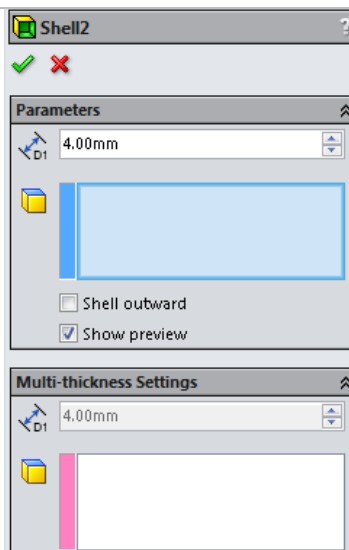 Shell2
?
Parameters
D1
4.00mm
Shell outward
Show preview
Multi-thickness Settings
D1
4.00mm